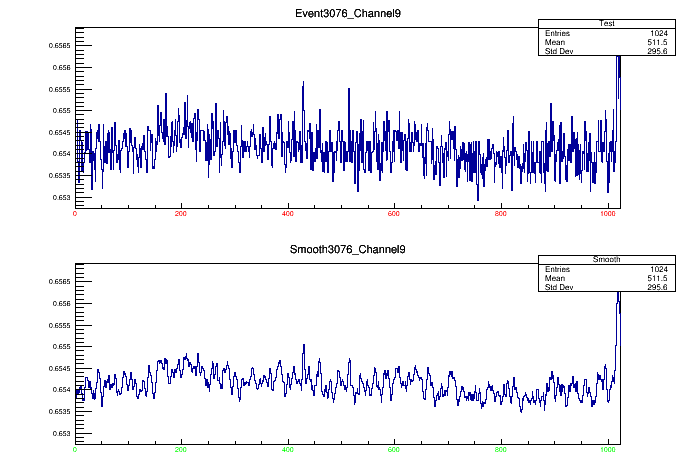 Event3076_Channel9
Test
Entries 1024
Mean 511.5
Std Dev 295.6
0.6565
0.656
0.6555
0.655
0.6545
0.654
0.6535
0.653
0 200 400 600 800 1000
Smooth3076_Channel9
Smooth
Entries 1024
Mean 511.5
Std Dev 295.6
0.6565
0.656
0.6555
0.655
0.6545
0.654
0.6535
0.653
0 200 400 600 800 1000